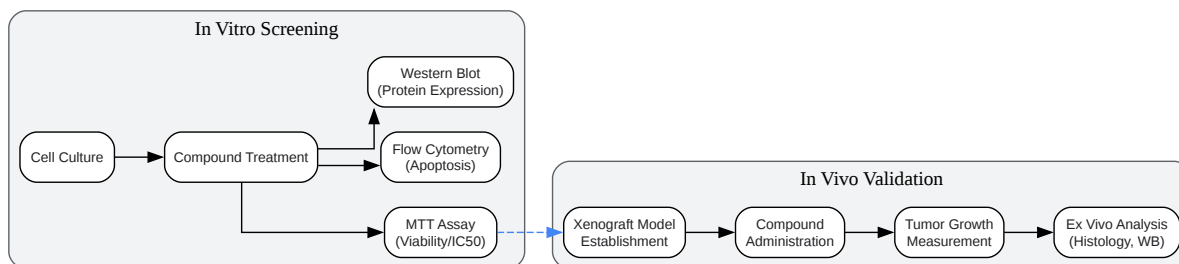 In Vitro Screening
Western Blot
(Protein Expression)
Cell Culture
Compound Treatment
Flow Cytometry
(Apoptosis)
MTT Assay
(Viability/IC50)
In Vivo Validation
Xenograft Model
Establishment
Compound
Administration
Tumor Growth
Measurement
Ex Vivo Analysis
(Histology, WB)